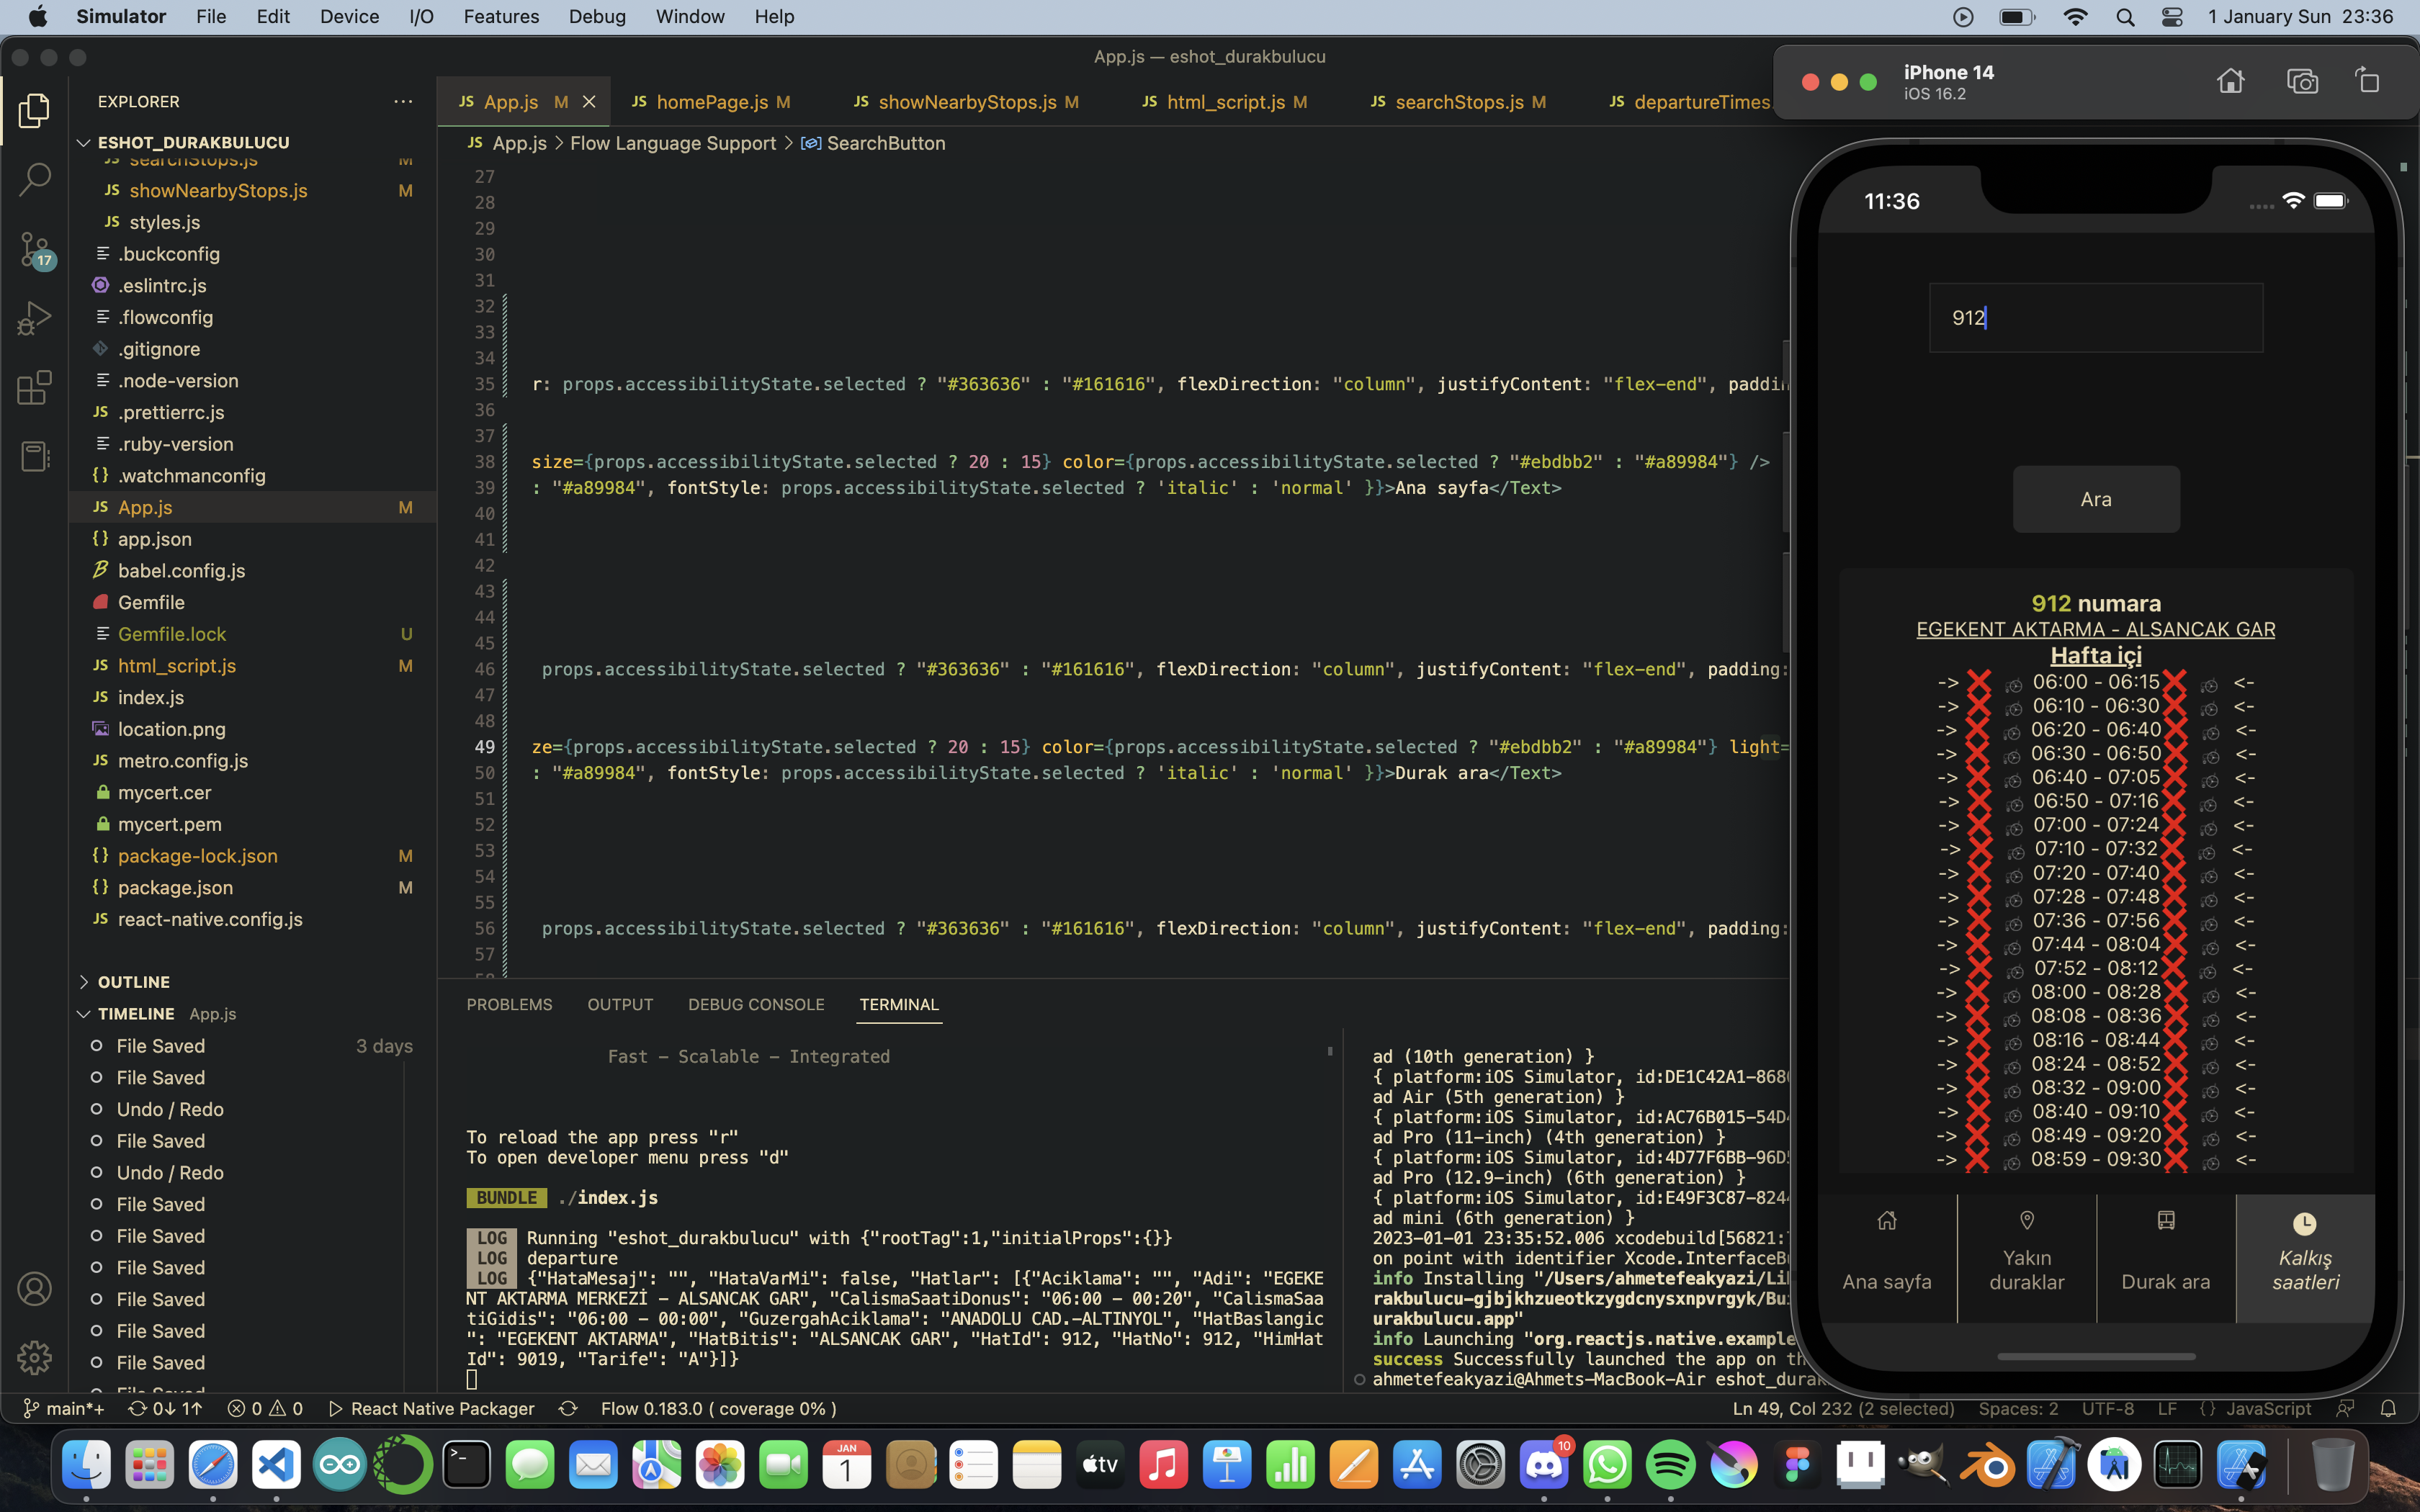 Simulator File Edit Device I/O Features Debug Window Help 1 January Sun 23:36
App.js — eshot_durakbulucu
EXPLORER
ESHOT_DURAKBULUCU
searchStops.js M
showNearbyStops.js M
styles.js
.buckconfig
.eslintrc.js
.flowconfig
.gitignore
.node-version
.prettierrc.js
.ruby-version
.watchmanconfig
App.js M
app.json
babel.config.js
Gemfile
Gemfile.lock U
html_script.js M
index.js
location.png
metro.config.js
mycert.cer
mycert.pem
package-lock.json M
package.json M
react-native.config.js
OUTLINE
TIMELINE App.js
File Saved 3 days
File Saved
Undo / Redo
File Saved
Undo / Redo
File Saved
File Saved
File Saved
File Saved
File Saved
File Saved
File Saved
17
JS App.js M JS homePage.js M JS showNearbyStops.js M JS html_script.js M JS searchStops.js M JS departureTimes.
JS App.js > Flow Language Support > SearchButton
27
28
29
30
31
32
33
34
35 r: props.accessibilityState.selected ? "#363636" : "#161616", flexDirection: "column", justifyContent: "flex-end", paddin
36
37
38 size={props.accessibilityState.selected ? 20 : 15} color={props.accessibilityState.selected ? "#ebdbb2" : "#a89984"} />
39 : "#a89984", fontStyle: props.accessibilityState.selected ? 'italic' : 'normal' }}>Ana sayfa</Text>
40
41
42
43
44
45
46 props.accessibilityState.selected ? "#363636" : "#161616", flexDirection: "column", justifyContent: "flex-end", padding:
47
48
49 ze={props.accessibilityState.selected ? 20 : 15} color={props.accessibilityState.selected ? "#ebdbb2" : "#a89984"} light=
50 : "#a89984", fontStyle: props.accessibilityState.selected ? 'italic' : 'normal' }}>Durak ara</Text>
51
52
53
54
55
56 props.accessibilityState.selected ? "#363636" : "#161616", flexDirection: "column", justifyContent: "flex-end", padding:
57
PROBLEMS OUTPUT DEBUG CONSOLE TERMINAL
Fast - Scalable - Integrated
To reload the app press "r"
To open developer menu press "d"
BUNDLE ./index.js
LOG Running "eshot_durakbulucu" with {"rootTag":1,"initialProps":{}}
LOG departure
LOG {"HataMesaj": "", "HataVarMi": false, "Hatlar": [{"Aciklama": "", "Adi": "EGEKE
NT AKTARMA MERKEZİ – ALSANCAK GAR", "CalismaSaatiDonus": "06:00 – 00:20", "CalismaSaa
tiGidis": "06:00 – 00:00", "GuzergahAciklama": "ANADOLU CAD.–ALTINYOL", "HatBaslangic
": "EGEKENT AKTARMA", "HatBitis": "ALSANCAK GAR", "HatId": 912, "HatNo": 912, "HimHat
Id": 9019, "Tarife": "A"}]}
ad (10th generation) }
{ platform:iOS Simulator, id:DE1C42A1-868
ad Air (5th generation) }
{ platform:iOS Simulator, id:AC76B015-54D
ad Pro (11-inch) (4th generation) }
{ platform:iOS Simulator, id:4D77F6BB-96D
ad Pro (12.9-inch) (6th generation) }
{ platform:iOS Simulator, id:E49F3C87-824
ad mini (6th generation) }
2023-01-01 23:35:52.006 xcodebuild[56821:
on point with identifier Xcode.InterfaceB
info Installing "/Users/ahmetefeakyazi/Li
rakbulucu-gjbjkhzueotkzygdcnysxnpvrgyk/Bu
urakbulucu.app"
info Launching "org.reactjs.native.example
success Successfully launched the app on th
ahmetefeakyazi@Ahmets-MacBook-Air eshot_durak
main*+ 0↓ 1↑ 0 0 React Native Packager Flow 0.183.0 ( coverage 0% ) Ln 49, Col 232 (2 selected) Spaces: 2 UTF-8 LF {} JavaScript
iPhone 14
iOS 16.2
11:36
912
Ara
912 numara
EGEKENT AKTARMA - ALSANCAK GAR
Hafta içi
-> ❌ 06:00 - 06:15 ❌ <-
-> ❌ 06:10 - 06:30 ❌ <-
-> ❌ 06:20 - 06:40 ❌ <-
-> ❌ 06:30 - 06:50 ❌ <-
-> ❌ 06:40 - 07:05 ❌ <-
-> ❌ 06:50 - 07:16 ❌ <-
-> ❌ 07:00 - 07:24 ❌ <-
-> ❌ 07:10 - 07:32 ❌ <-
-> ❌ 07:20 - 07:40 ❌ <-
-> ❌ 07:28 - 07:48 ❌ <-
-> ❌ 07:36 - 07:56 ❌ <-
-> ❌ 07:44 - 08:04 ❌ <-
-> ❌ 07:52 - 08:12 ❌ <-
-> ❌ 08:00 - 08:28 ❌ <-
-> ❌ 08:08 - 08:36 ❌ <-
-> ❌ 08:16 - 08:44 ❌ <-
-> ❌ 08:24 - 08:52 ❌ <-
-> ❌ 08:32 - 09:00 ❌ <-
-> ❌ 08:40 - 09:10 ❌ <-
-> ❌ 08:49 - 09:20 ❌ <-
-> ❌ 08:59 - 09:30 ❌ <-
Ana sayfa
Yakın
duraklar
Durak ara
Kalkış
saatleri
JAN
1
tv
10